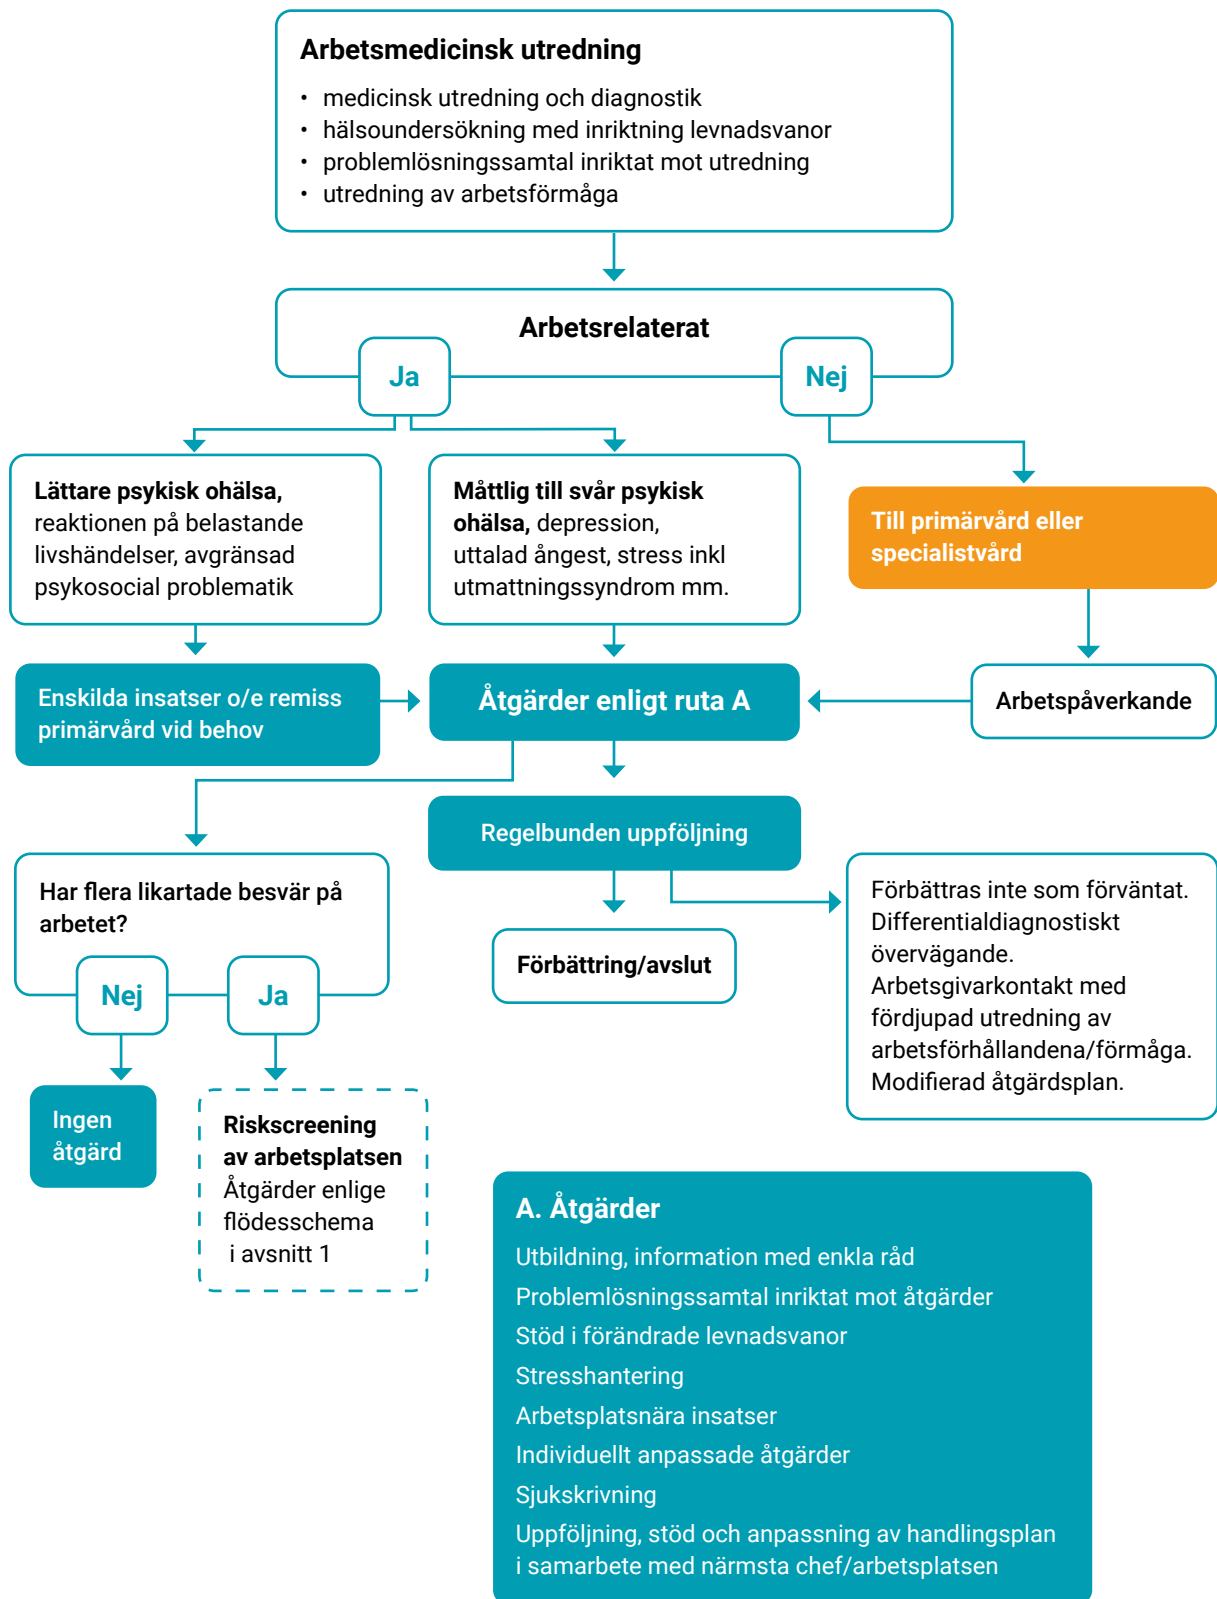 Arbetsmedicinsk utredning
• medicinsk utredning och diagnostik
• hälsoundersökning med inriktning levnadsvanor
• problemlösningssamtal inriktat mot utredning
• utredning av arbetsförmåga
Arbetsrelaterat
Ja
Nej
Lättare psykisk ohälsa,
reaktionen på belastande
livshändelser, avgränsad
psykosocial problematik
Måttlig till svår psykisk
ohälsa, depression,
uttalad ångest, stress inkl
utmattningssyndrom mm.
Till primärvård eller
specialistvård
Enskilda insatser o/e remiss
primärvård vid behov
Åtgärder enligt ruta A
Arbetspåverkande
Regelbunden uppföljning
Har flera likartade besvär på
arbetet?
Nej
Ja
Förbättring/avslut
Förbättras inte som förväntat.
Differentialdiagnostiskt
övervägande.
Arbetsgivarkontakt med
fördjupad utredning av
arbetsförhållandena/förmåga.
Modifierad åtgärdsplan.
Ingen
åtgärd
Riskscreening
av arbetsplatsen
Åtgärder enlige
flödesschema
i avsnitt 1
A. Åtgärder
Utbildning, information med enkla råd
Problemlösningssamtal inriktat mot åtgärder
Stöd i förändrade levnadsvanor
Stresshantering
Arbetsplatsnära insatser
Individuellt anpassade åtgärder
Sjukskrivning
Uppföljning, stöd och anpassning av handlingsplan
i samarbete med närmsta chef/arbetsplatsen